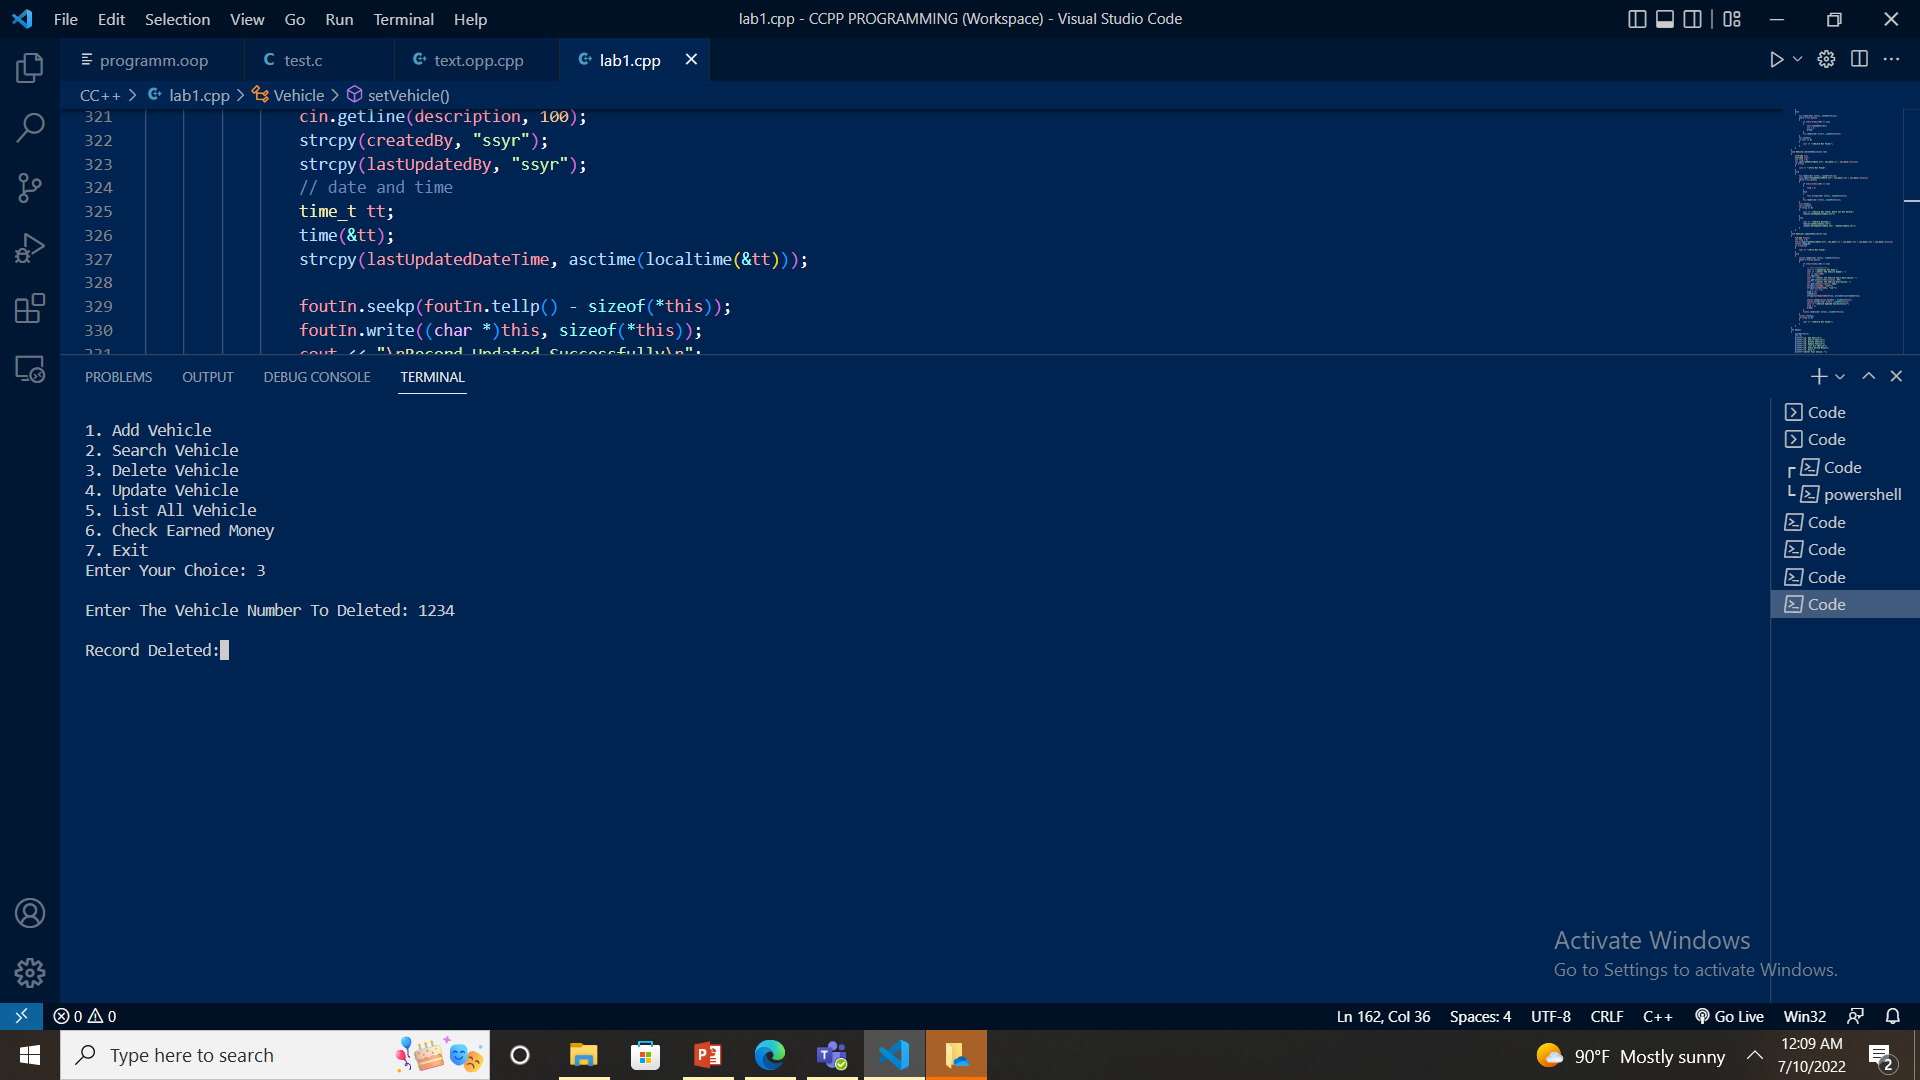 File Edit Selection View Go Run Terminal Help
lab1.cpp - CCPP PROGRAMMING (Workspace) - Visual Studio Code
programm.oop
test.c
text.opp.cpp
lab1.cpp
CC++ > lab1.cpp > Vehicle > setVehicle()
321 cin.getline(description, 100);
322 strcpy(createdBy, "ssyr");
323 strcpy(lastUpdatedBy, "ssyr");
324 // date and time
325 time_t tt;
326 time(&tt);
327 strcpy(lastUpdatedDateTime, asctime(localtime(&tt)));
328
329 foutIn.seekp(foutIn.tellp() - sizeof(*this));
330 foutIn.write((char *)this, sizeof(*this));
331 cout << "\nRecord Updated Successfully\n";
PROBLEMS OUTPUT DEBUG CONSOLE TERMINAL
1. Add Vehicle
2. Search Vehicle
3. Delete Vehicle
4. Update Vehicle
5. List All Vehicle
6. Check Earned Money
7. Exit
Enter Your Choice: 3
Enter The Vehicle Number To Deleted: 1234
Record Deleted:
Code
Code
Code
powershell
Code
Code
Code
Code
Activate Windows
Go to Settings to activate Windows.
0 0
Ln 162, Col 36 Spaces: 4 UTF-8 CRLF C++ Go Live Win32
Type here to search
90°F Mostly sunny
12:09 AM
7/10/2022
2